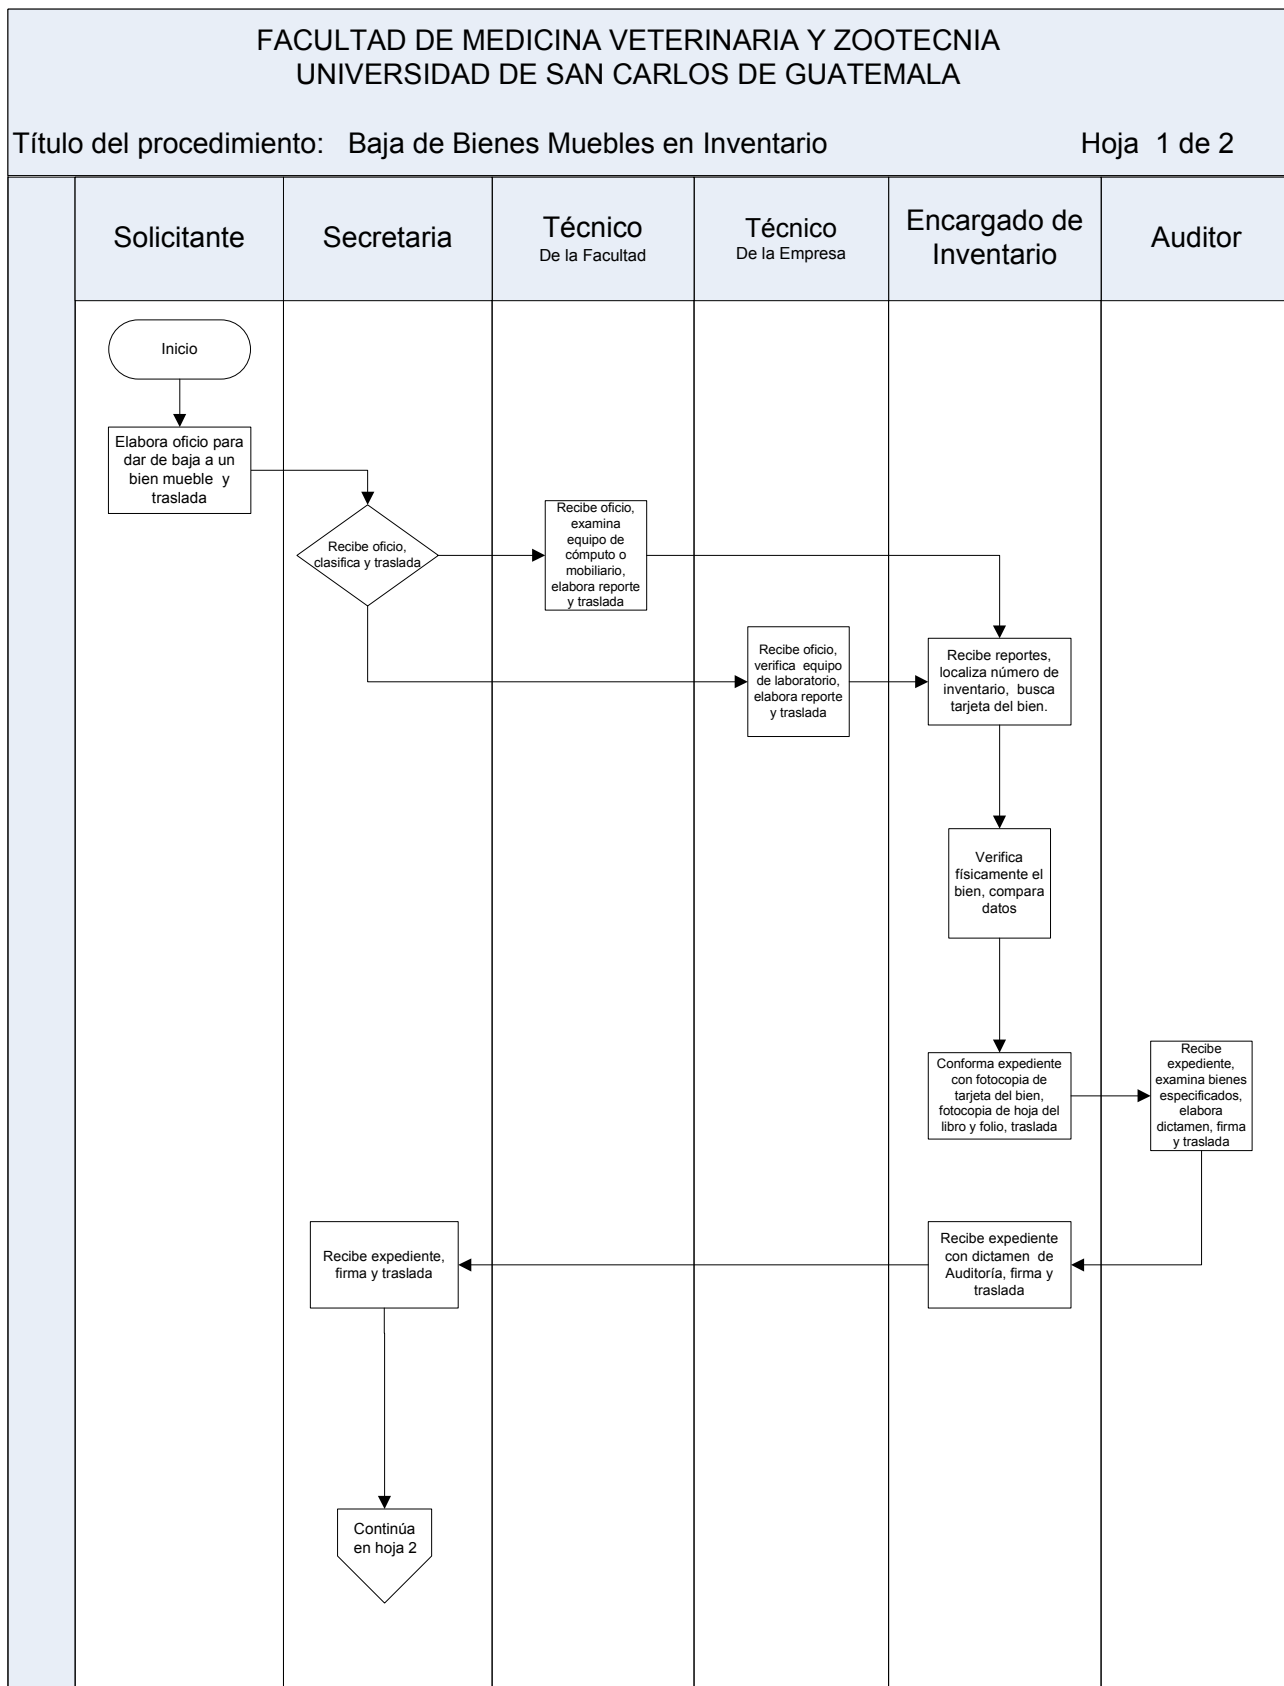 FACULTAD DE MEDICINA VETERINARIA Y ZOOTECNIA
UNIVERSIDAD DE SAN CARLOS DE GUATEMALA
Título del procedimiento: Baja de Bienes Muebles en Inventario Hoja 1 de 2
Solicitante
Secretaria
Técnico
De la Facultad
Técnico
De la Empresa
Encargado de
Inventario
Auditor
Inicio
Elabora oficio para
dar de baja a un
bien mueble y
traslada
Recibe oficio,
clasifica y traslada
Recibe oficio,
examina
equipo de
cómputo o
mobiliario,
elabora reporte
y traslada
Recibe oficio,
verifica equipo
de laboratorio,
elabora reporte
y traslada
Recibe reportes,
localiza número de
inventario, busca
tarjeta del bien.
Verifica
físicamente el
bien, compara
datos
Conforma expediente
con fotocopia de
tarjeta del bien,
fotocopia de hoja del
libro y folio, traslada
Recibe
expediente,
examina bienes
especificados,
elabora
dictamen, firma
y traslada
Recibe expediente
con dictamen de
Auditoría, firma y
traslada
Recibe expediente,
firma y traslada
Continúa
en hoja 2